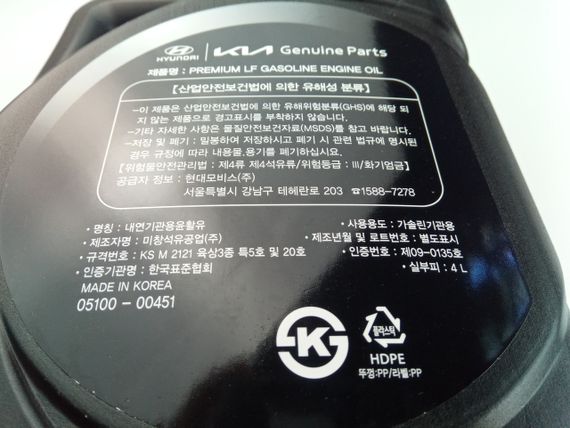 HYUNDAI KIA Genuine Parts
제품명 : PREMIUM LF GASOLINE ENGINE OIL
[산업안전보건법에 의한 유해성 분류]
-이 제품은 산업안전보건법에 의한 유해위험분류(GHS)에 해당 되
지 않는 제품으로 경고표시를 부착하지 않습니다.
-기타 자세한 사항은 물질안전보건자료(MSDS)를 참고 바랍니다.
-저장 및 폐기 : 밀봉하여 저장하시고 폐기 시 관련 법규에 명시된
경우 규정에 따라 내용물,용기를 폐기하십시요.
[위험물안전관리법 : 제4류 제4석유류/위험등급 : III/화기엄금]
공급자 정보 : 현대모비스(주)
서울특별시 강남구 테헤란로 203 ☎1588-7278
• 명칭 : 내연기관용윤활유
• 사용용도 : 가솔린기관용
• 제조자명 : 미창석유공업(주)
• 제조년월 및 로트번호 : 별도표시
• 규격번호 : KS M 2121 육상3종 특5호 및 20호
• 인증번호 : 제09-0135호
• 인증기관명 : 한국표준협회
• 실부피 : 4 L
MADE IN KOREA
05100 - 00451
K
플라스틱
HDPE
뚜껑:PP/라벨:PP